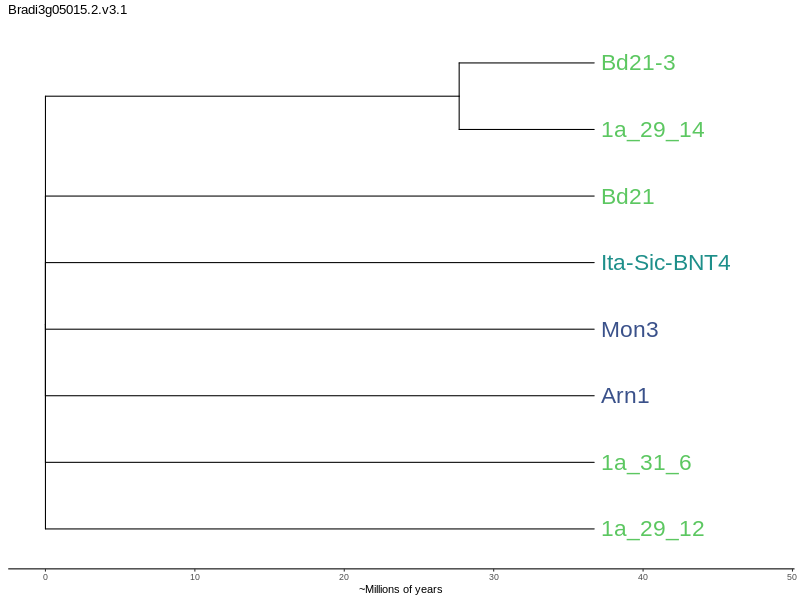 Bradi3g05015.2.v3.1
Bd21-3
1a_29_14
Bd21
Ita-Sic-BNT4
Mon3
Arn1
1a_31_6
1a_29_12
0 10 20 30 40 50
~Millions of years